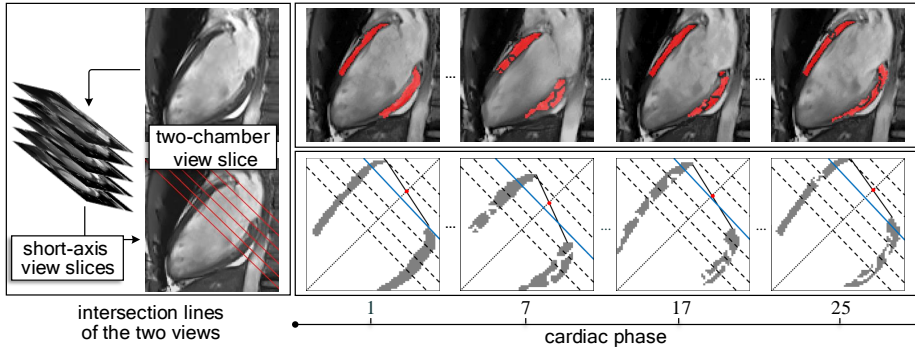 two-chamber
view slice
short-axis
view slices
intersection lines
of the two views
... ... ...
... ... ...
1 7 17 25
cardiac phase